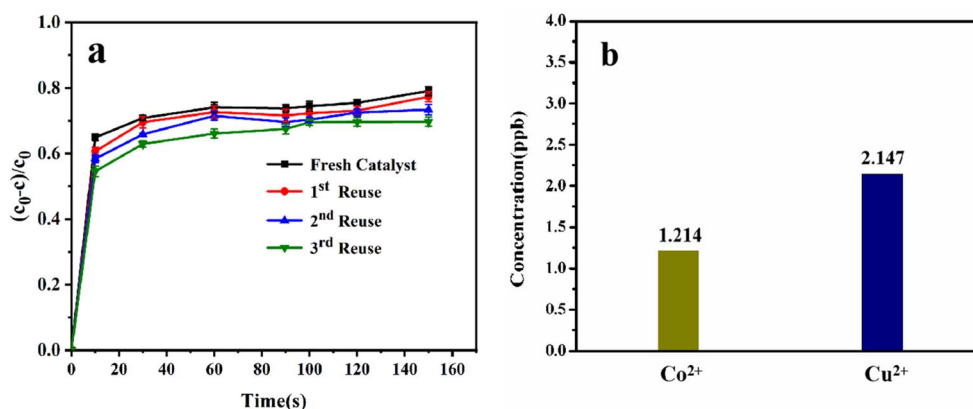 a
1.0
0.8
0.6
0.4
0.2
0.0
(c₀-c)/c₀
Fresh Catalyst
1ˢᵗ Reuse
2ⁿᵈ Reuse
3ʳᵈ Reuse
0 20 40 60 80 100 120 140 160
Time(s)
b
4.0
3.5
3.0
2.5
2.0
1.5
1.0
0.5
0.0
Concentration(ppb)
1.214
2.147
Co²⁺ Cu²⁺